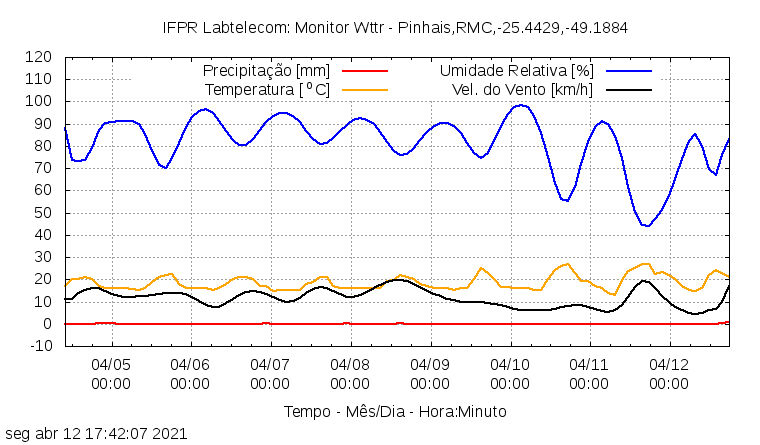 IFPR Labtelecom: Monitor Wttr - Pinhais,RMC,-25.4429,-49.1884
Precipitação [mm]
Temperatura [⁰C]
Umidade Relativa [%]
Vel. do Vento [km/h]
120
110
100
90
80
70
60
50
40
30
20
10
0
-10
04/05 04/06 04/07 04/08 04/09 04/10 04/11 04/12
00:00 00:00 00:00 00:00 00:00 00:00 00:00 00:00
Tempo - Mês/Dia - Hora:Minuto
seg abr 12 17:42:07 2021